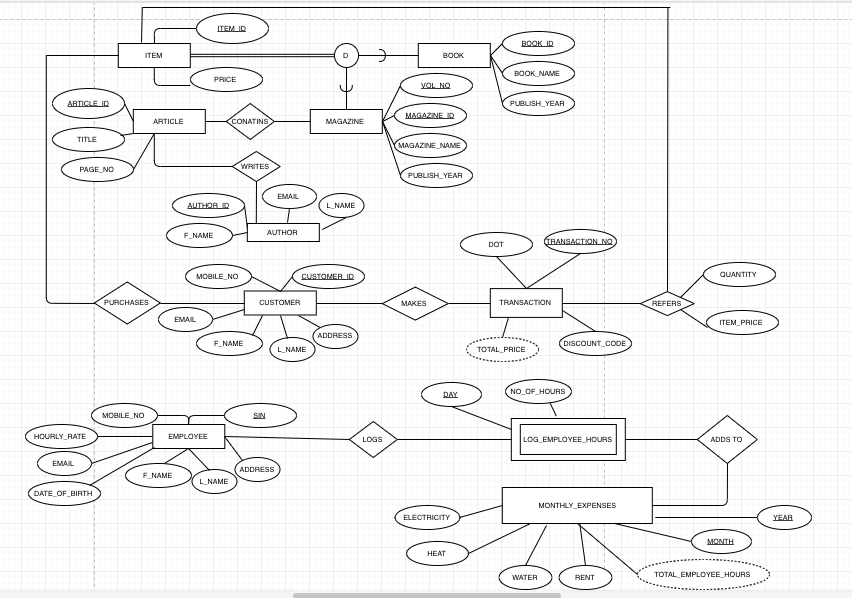 ITEM_ID
ITEM
D
BOOK
BOOK_ID
PRICE
BOOK_NAME
VOL_NO
ARTICLE_ID
PUBLISH_YEAR
MAGAZINE_ID
ARTICLE
CONATINS
MAGAZINE
TITLE
MAGAZINE_NAME
PAGE_NO
WRITES
PUBLISH_YEAR
EMAIL
AUTHOR_ID
L_NAME
F_NAME
AUTHOR
DOT
TRANSACTION_NO
MOBILE_NO
CUSTOMER_ID
QUANTITY
PURCHASES
CUSTOMER
MAKES
TRANSACTION
REFERS
EMAIL
ITEM_PRICE
ADDRESS
F_NAME
L_NAME
TOTAL_PRICE
DISCOUNT_CODE
DAY
NO_OF_HOURS
MOBILE_NO
SIN
HOURLY_RATE
EMPLOYEE
LOGS
LOG_EMPLOYEE_HOURS
ADDS TO
EMAIL
F_NAME
L_NAME
ADDRESS
DATE_OF_BIRTH
MONTHLY_EXPENSES
ELECTRICITY
YEAR
MONTH
HEAT
WATER
RENT
TOTAL_EMPLOYEE_HOURS